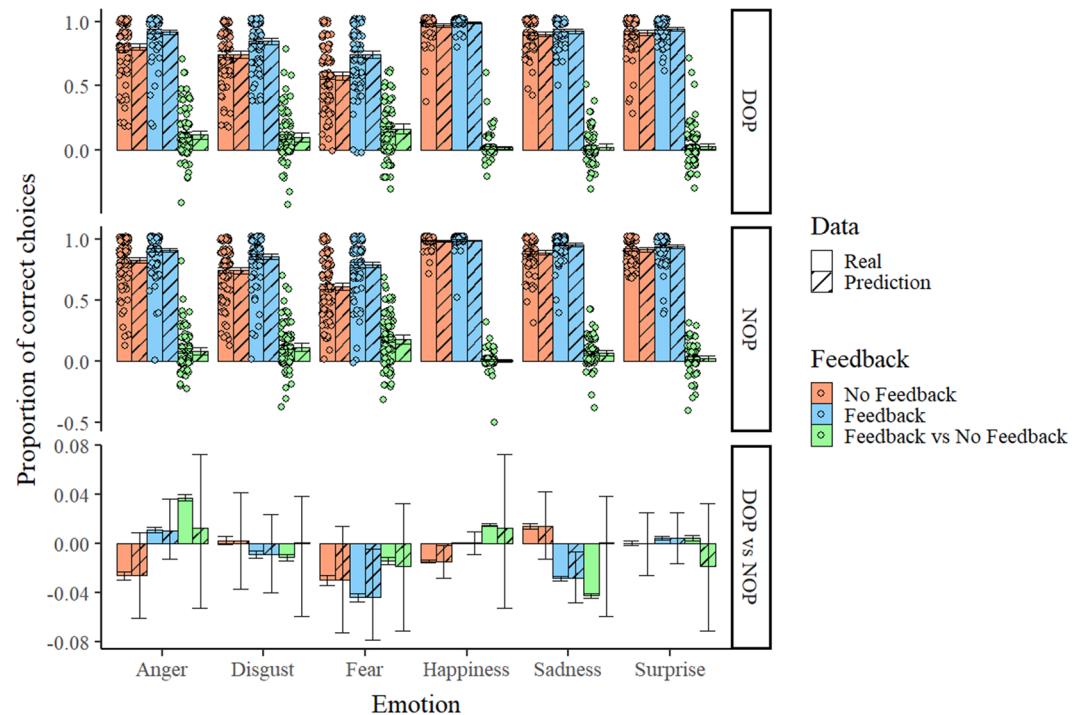 Proportion of correct choices
1.0
0.5
0.0
DOP
1.0
0.5
0.0
-0.5
NOP
0.08
0.04
0.00
-0.04
-0.08
DOP vs NOP
Anger Disgust Fear Happiness Sadness Surprise
Emotion
Data
Real
Prediction
Feedback
No Feedback
Feedback
Feedback vs No Feedback